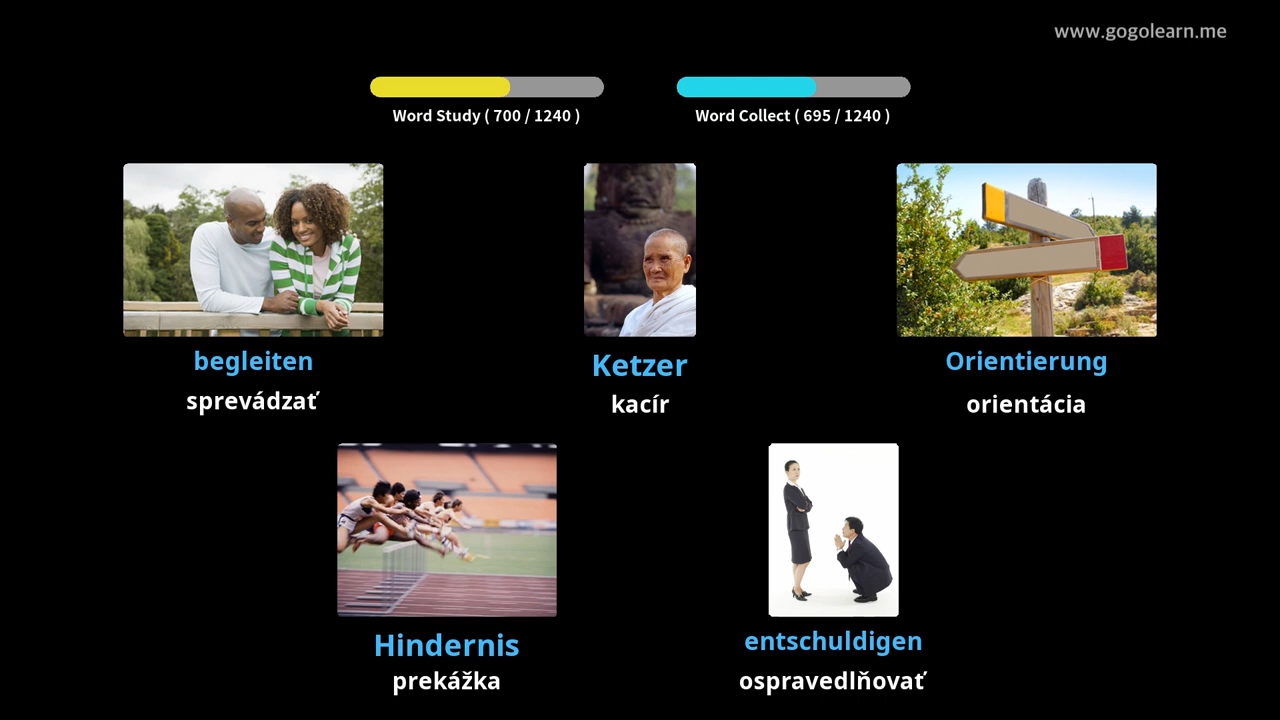 www.gogolearn.me
Word Study ( 700 / 1240 )
Word Collect ( 695 / 1240 )
begleiten
sprevádzať
Ketzer
kacír
Orientierung
orientácia
Hindernis
prekážka
entschuldigen
ospravedlňovať